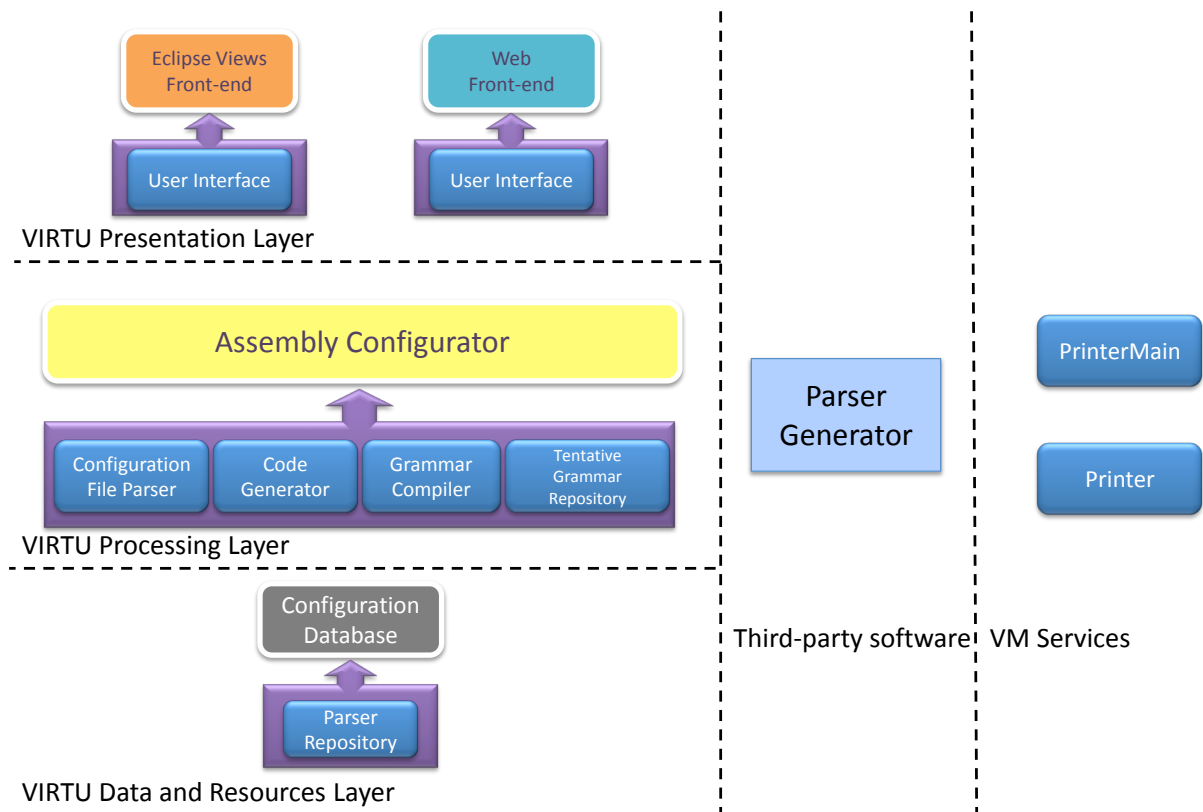 Eclipse Views
Front-end
Web
Front-end
User Interface
User Interface
VIRTU Presentation Layer
Assembly Configurator
Configuration
File Parser
Code
Generator
Grammar
Compiler
Tentative
Grammar
Repository
VIRTU Processing Layer
Configuration
Database
Parser
Repository
VIRTU Data and Resources Layer
Parser
Generator
Third-party software
PrinterMain
Printer
VM Services